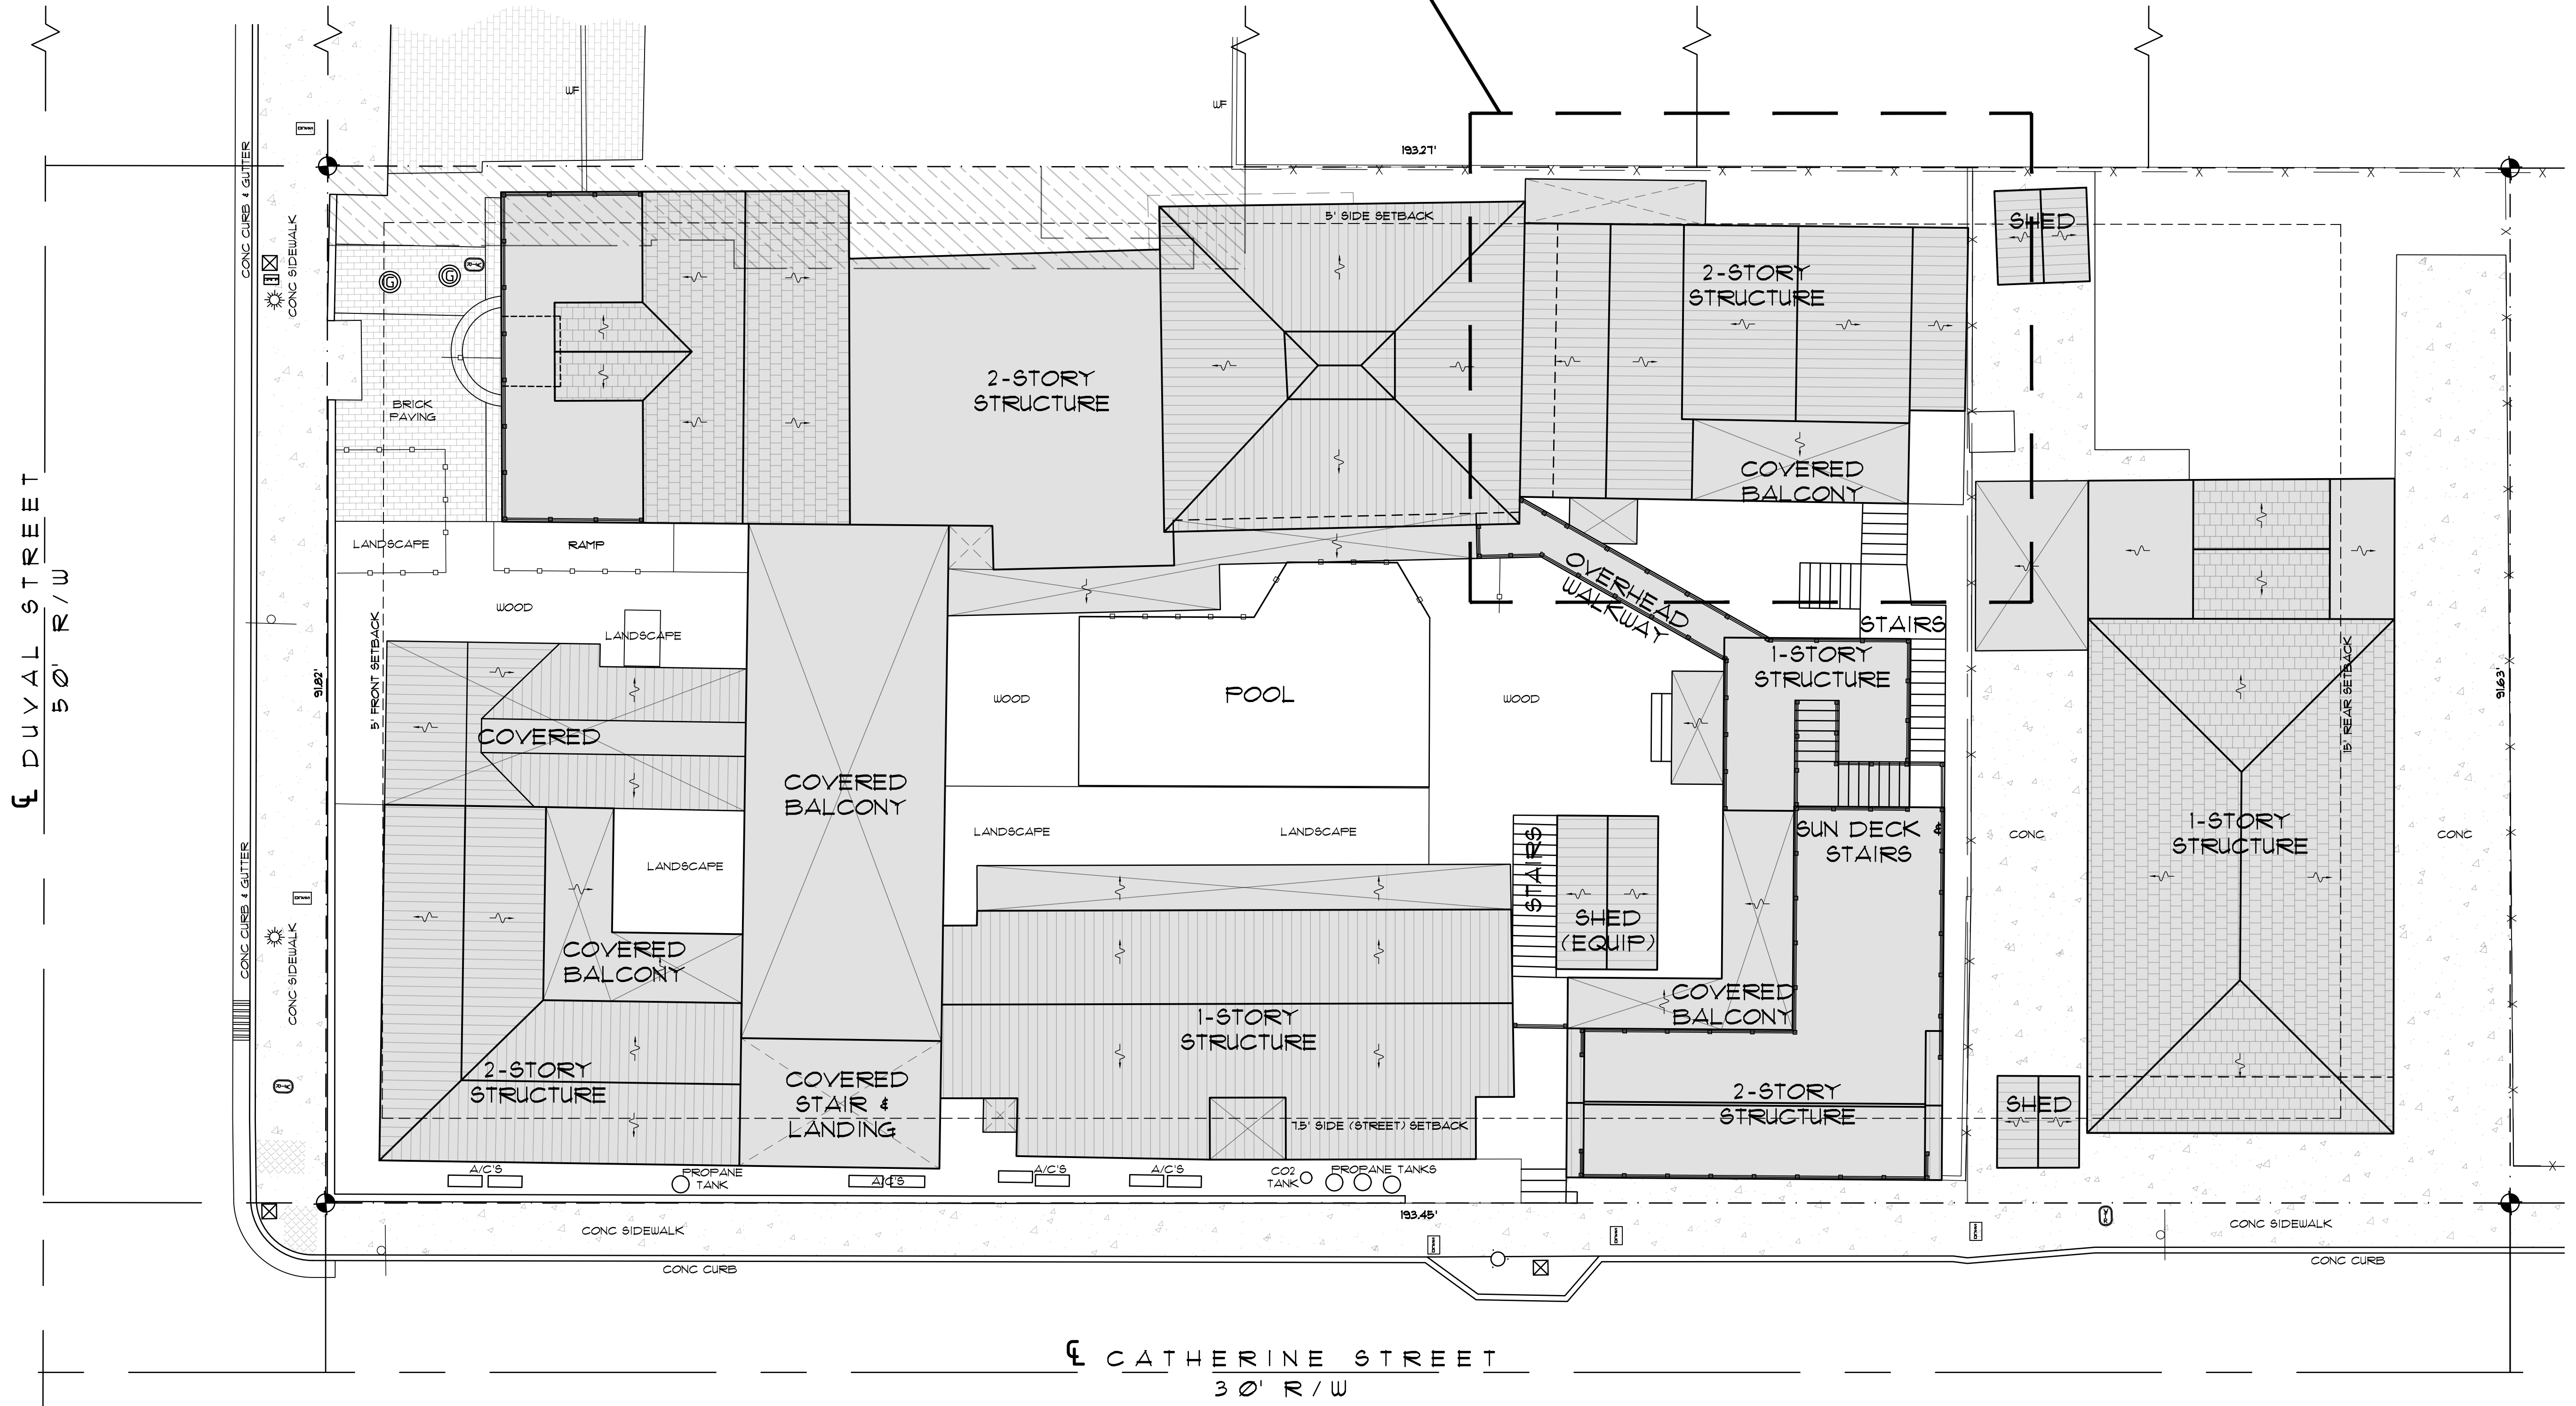 WF
WF
193.27'
CONC CURB & GUTTER
CONC SIDEWALK
5' SIDE SETBACK
SHED
2-STORY
STRUCTURE
G
G
2-STORY
STRUCTURE
BRICK
PAVING
COVERED
BALCONY
LANDSCAPE
RAMP
OVERHEAD
WALKWAY
WOOD
LANDSCAPE
STAIRS
℄ DUVAL STREET
50' R/W
91.82'
5' FRONT SETBACK
1-STORY
STRUCTURE
15' REAR SETBACK
91.63'
WOOD
POOL
WOOD
COVERED
COVERED
BALCONY
LANDSCAPE
LANDSCAPE
SUN DECK &
STAIRS
CONC
1-STORY
STRUCTURE
CONC
LANDSCAPE
STAIRS
SHED
(EQUIP)
CONC CURB & GUTTER
CONC SIDEWALK
COVERED
BALCONY
COVERED
BALCONY
1-STORY
STRUCTURE
2-STORY
STRUCTURE
COVERED
STAIR &
LANDING
2-STORY
STRUCTURE
SHED
7.5' SIDE (STREET) SETBACK
A/C'S
PROPANE
TANK
A/C'S
A/C'S
A/C'S
CO2
TANK
PROPANE TANKS
193.45'
CONC SIDEWALK
CONC SIDEWALK
CONC CURB
CONC CURB
℄ CATHERINE STREET
30' R/W